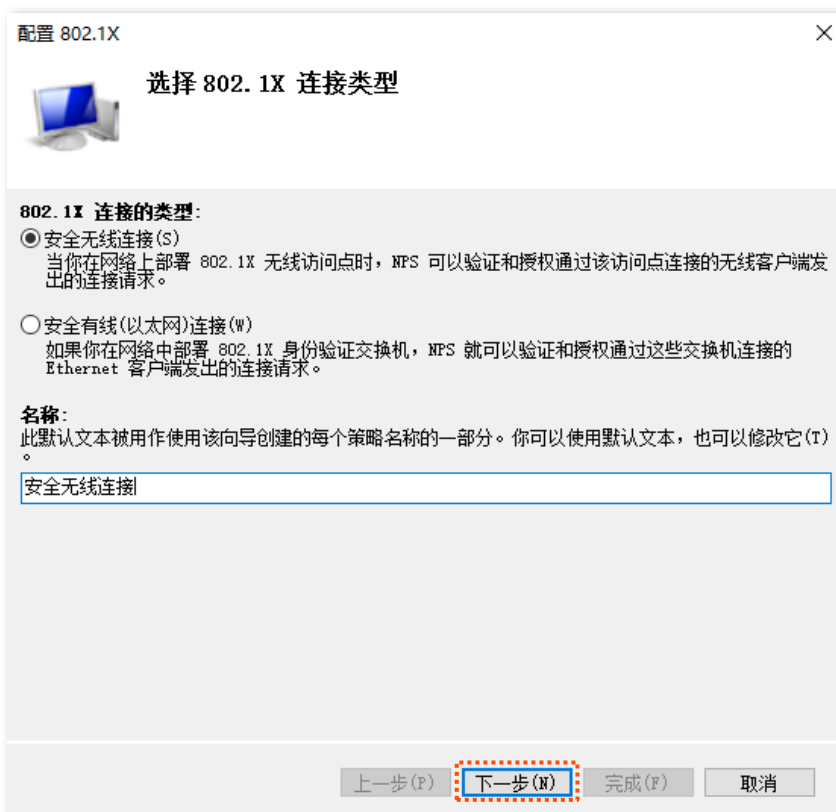 配置 802.1X
选择 802.1X 连接类型
802.1X 连接的类型:
安全无线连接(S)
当你在网络上部署 802.1X 无线访问点时，NPS 可以验证和授权通过该访问点连接的无线客户端发
出的连接请求。
安全有线(以太网)连接(W)
如果你在网络中部署 802.1X 身份验证交换机，NPS 就可以验证和授权通过这些交换机连接的
Ethernet 客户端发出的连接请求。
名称:
此默认文本被用作使用该向导创建的每个策略名称的一部分。你可以使用默认文本，也可以修改它(T)
。
安全无线连接
上一步(P) 下一步(N) 完成(F) 取消